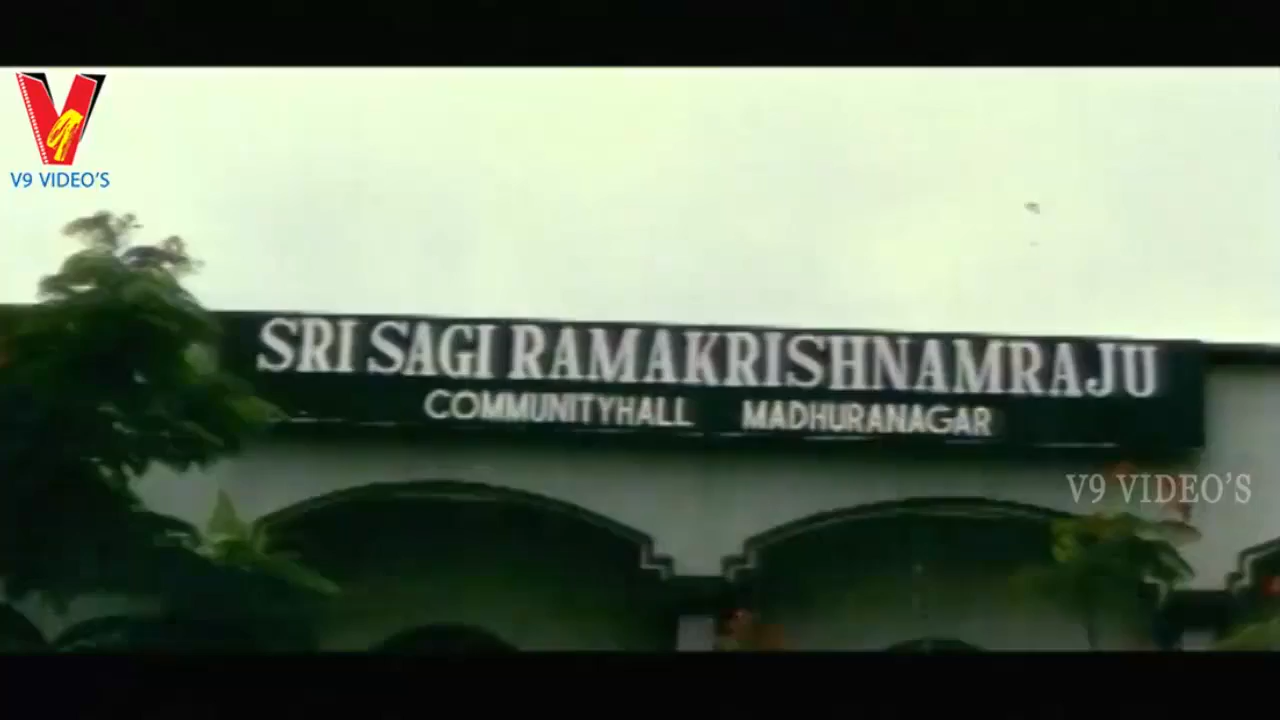 V9 VIDEO'S
SRI SAGI RAMAKRISHNAMRAJU
COMMUNITYHALL MADHURANAGAR
V9 VIDEO'S